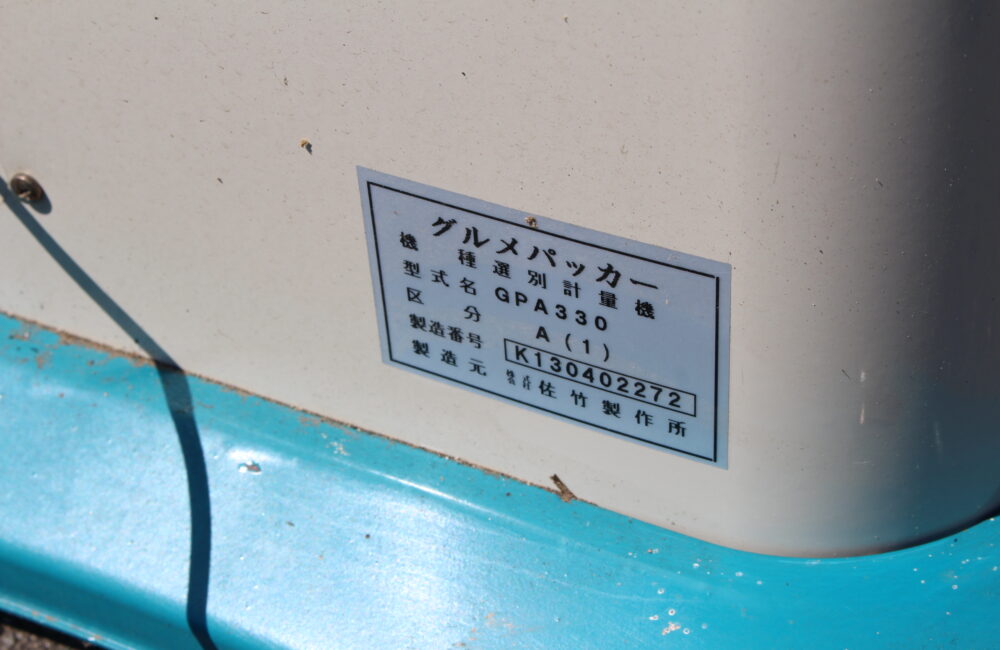 グルメパッカー
機種 選別計量機
型式名 GPA330
区分 A(1)
製造番号 K130402272
製造元 株式会社 佐竹製作所